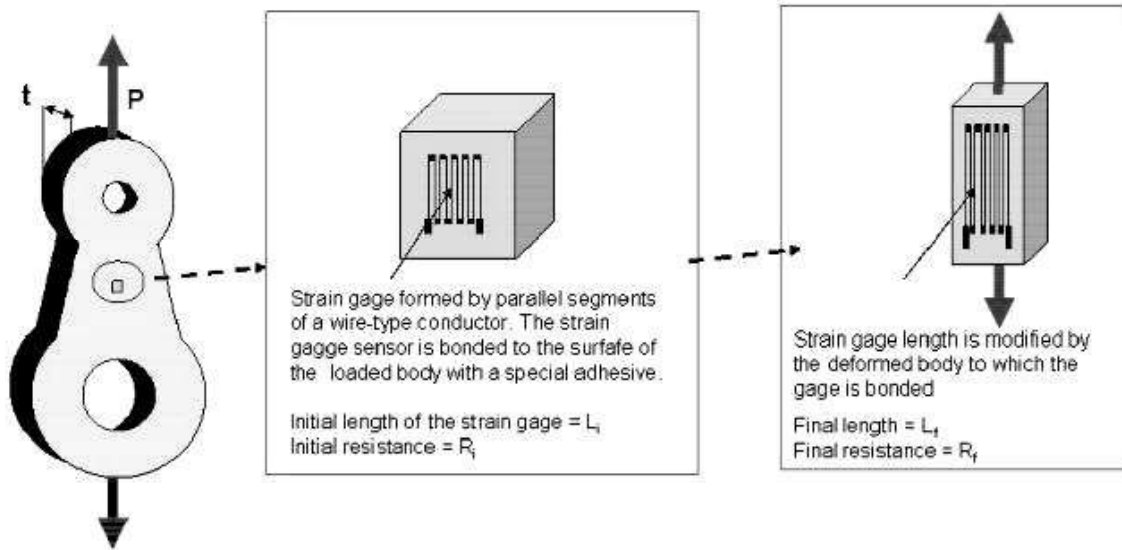 t
P
Strain gage formed by parallel segments
of a wire-type conductor. The strain
gagge sensor is bonded to the surfafe of
the loaded body with a special adhesive.
Initial length of the strain gage = Lᵢ
Initial resistance = Rᵢ
Strain gage length is modified by
the deformed body to which the
gage is bonded
Final length = L_f
Final resistance = R_f